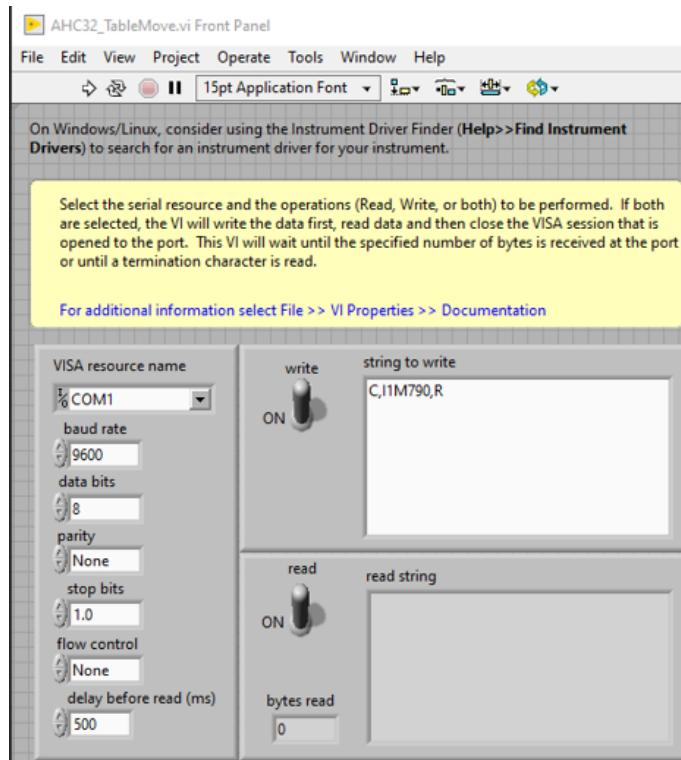 AHC32_TableMove.vi Front Panel
File Edit View Project Operate Tools Window Help
15pt Application Font
On Windows/Linux, consider using the Instrument Driver Finder (Help>>Find Instrument
Drivers) to search for an instrument driver for your instrument.
Select the serial resource and the operations (Read, Write, or both) to be performed. If both
are selected, the VI will write the data first, read data and then close the VISA session that is
opened to the port. This VI will wait until the specified number of bytes is received at the port
or until a termination character is read.
For additional information select File >> VI Properties >> Documentation
VISA resource name
COM1
baud rate
9600
data bits
8
parity
None
stop bits
1.0
flow control
None
delay before read (ms)
500
write
ON
string to write
C,I1M790,R
read
ON
read string
bytes read
0